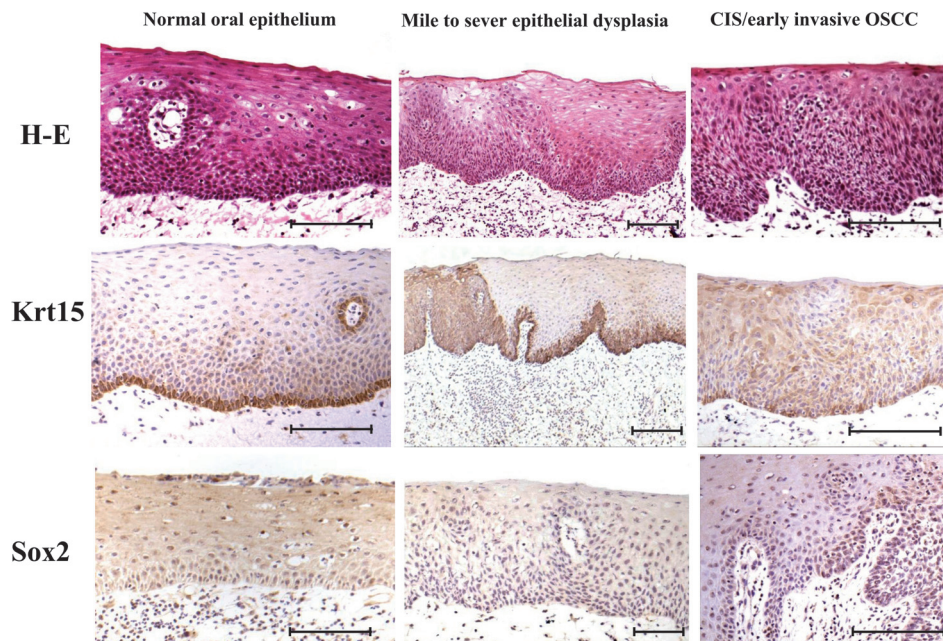 Normal oral epithelium
Mile to sever epithelial dysplasia
CIS/early invasive OSCC
H-E
Krt15
Sox2